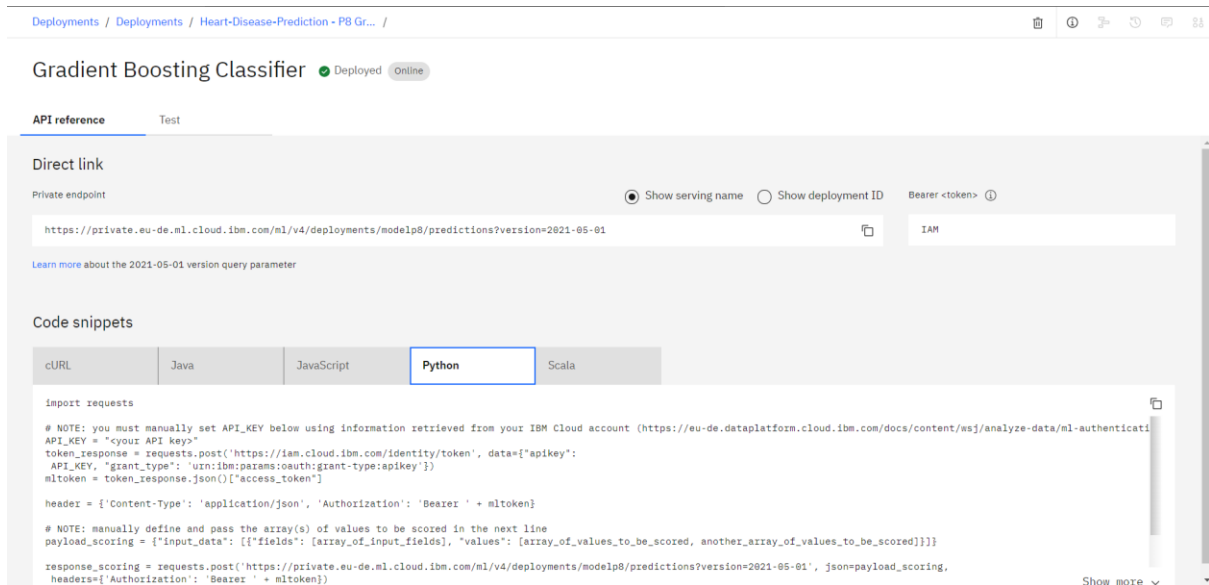 Deployments / Deployments / Heart-Disease-Prediction - P8 Gr... /
Gradient Boosting Classifier Deployed Online
API reference Test
Direct link
Private endpoint Show serving name Show deployment ID Bearer <token>
https://private.eu-de.ml.cloud.ibm.com/ml/v4/deployments/modelp8/predictions?version=2021-05-01 IAM
Learn more about the 2021-05-01 version query parameter
Code snippets
cURL Java JavaScript Python Scala
import requests
# NOTE: you must manually set API_KEY below using information retrieved from your IBM Cloud account (https://eu-de.dataplatform.cloud.ibm.com/docs/content/wsj/analyze-data/ml-authenticati
API_KEY = "<your API key>"
token_response = requests.post('https://iam.cloud.ibm.com/identity/token', data={"apikey":
API_KEY, "grant_type": 'urn:ibm:params:oauth:grant-type:apikey'})
mltoken = token_response.json()["access_token"]
header = {'Content-Type': 'application/json', 'Authorization': 'Bearer ' + mltoken}
# NOTE: manually define and pass the array(s) of values to be scored in the next line
payload_scoring = {"input_data": [{"fields": [array_of_input_fields], "values": [array_of_values_to_be_scored, another_array_of_values_to_be_scored]}]}
response_scoring = requests.post('https://private.eu-de.ml.cloud.ibm.com/ml/v4/deployments/modelp8/predictions?version=2021-05-01', json=payload_scoring,
headers={'Authorization': 'Bearer ' + mltoken})
Show more